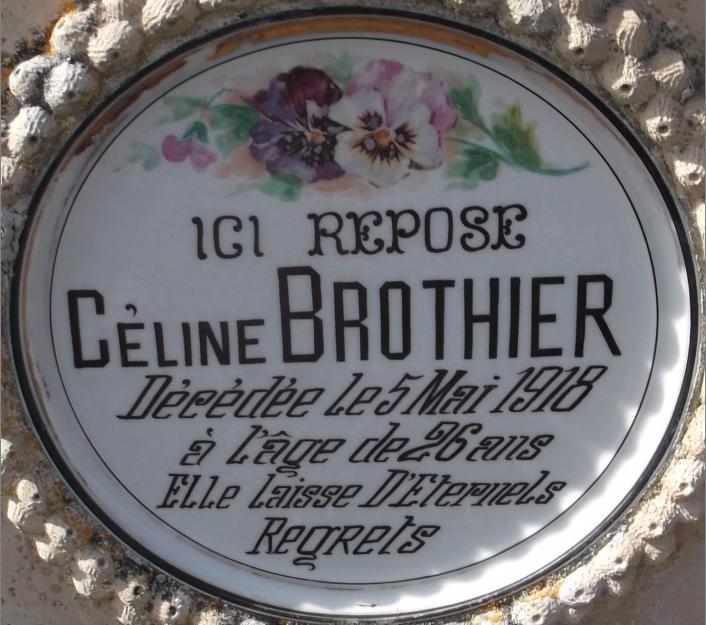 ICI REPOSE
CÉLINE BROTHIER
Décédée le 5 Mai 1918
à l'âge de 26 ans
Elle laisse D'Eternels
Regrets